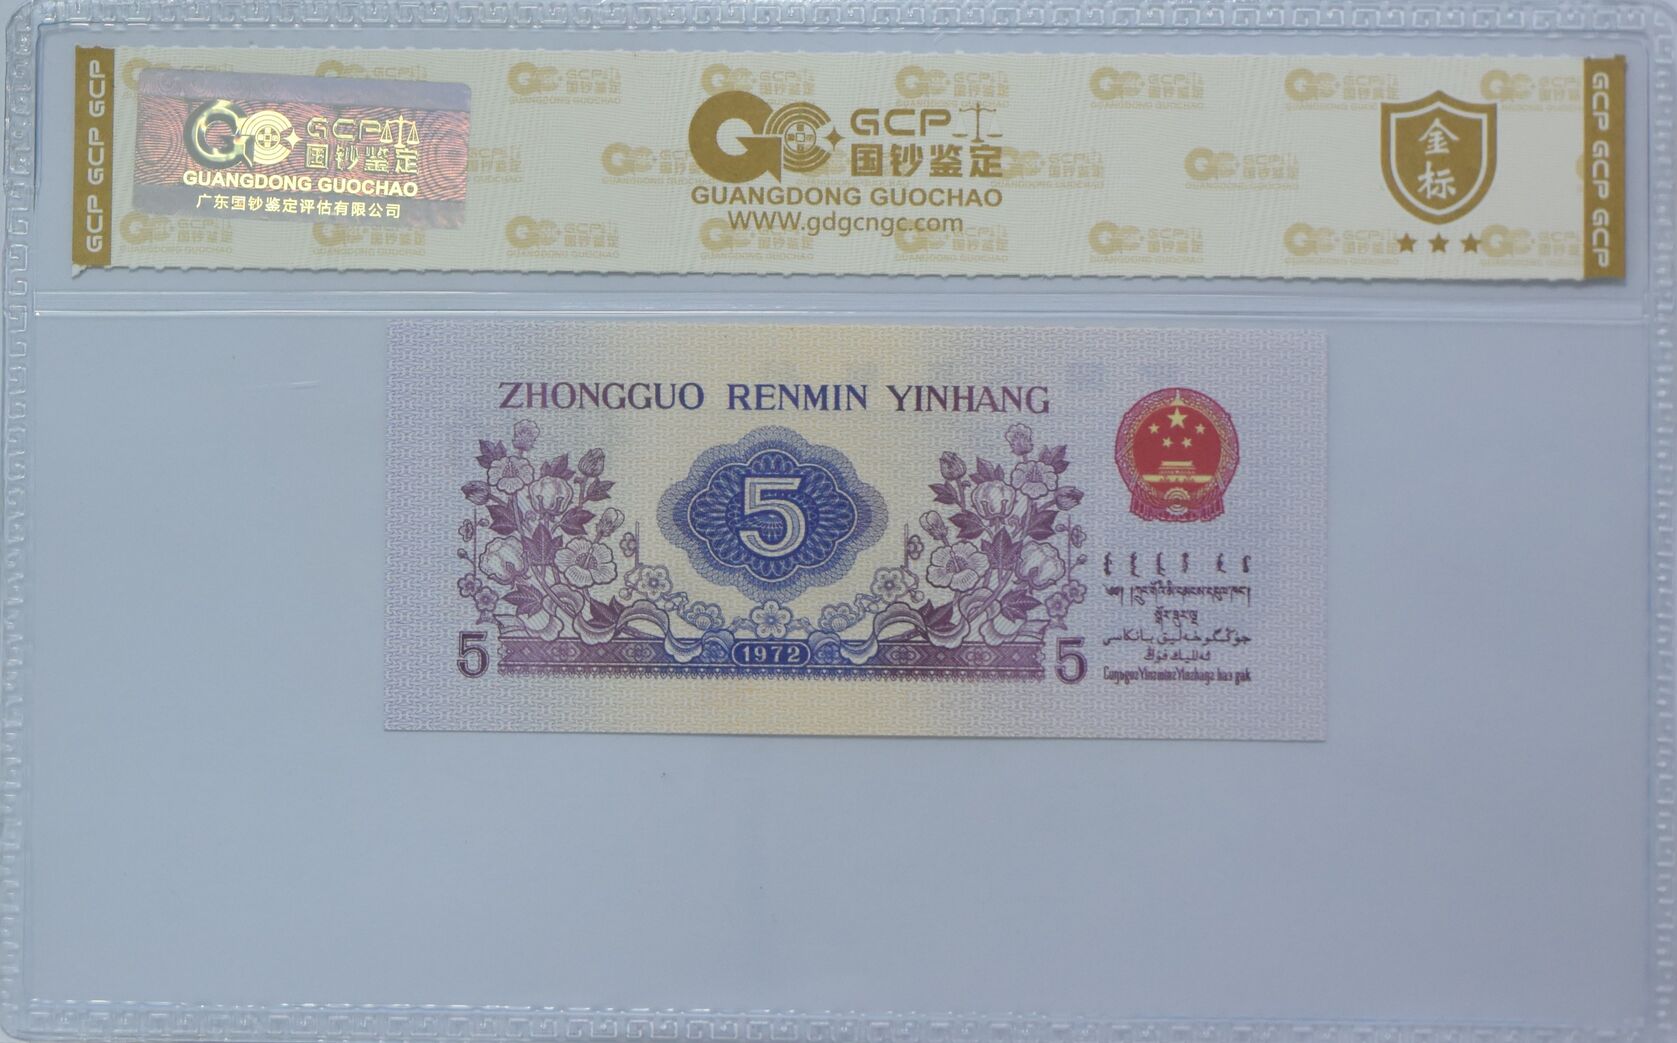 GCP GCP GCP
GCP 国钞鉴定
GUANGDONG GUOCHAO
广东国钞鉴定评估有限公司
GCP
国钞鉴定
GUANGDONG GUOCHAO
WWW.gdgcngc.com
金标
GCP GCP GCP
ZHONGGUO RENMIN YINHANG
5
1972
5 5